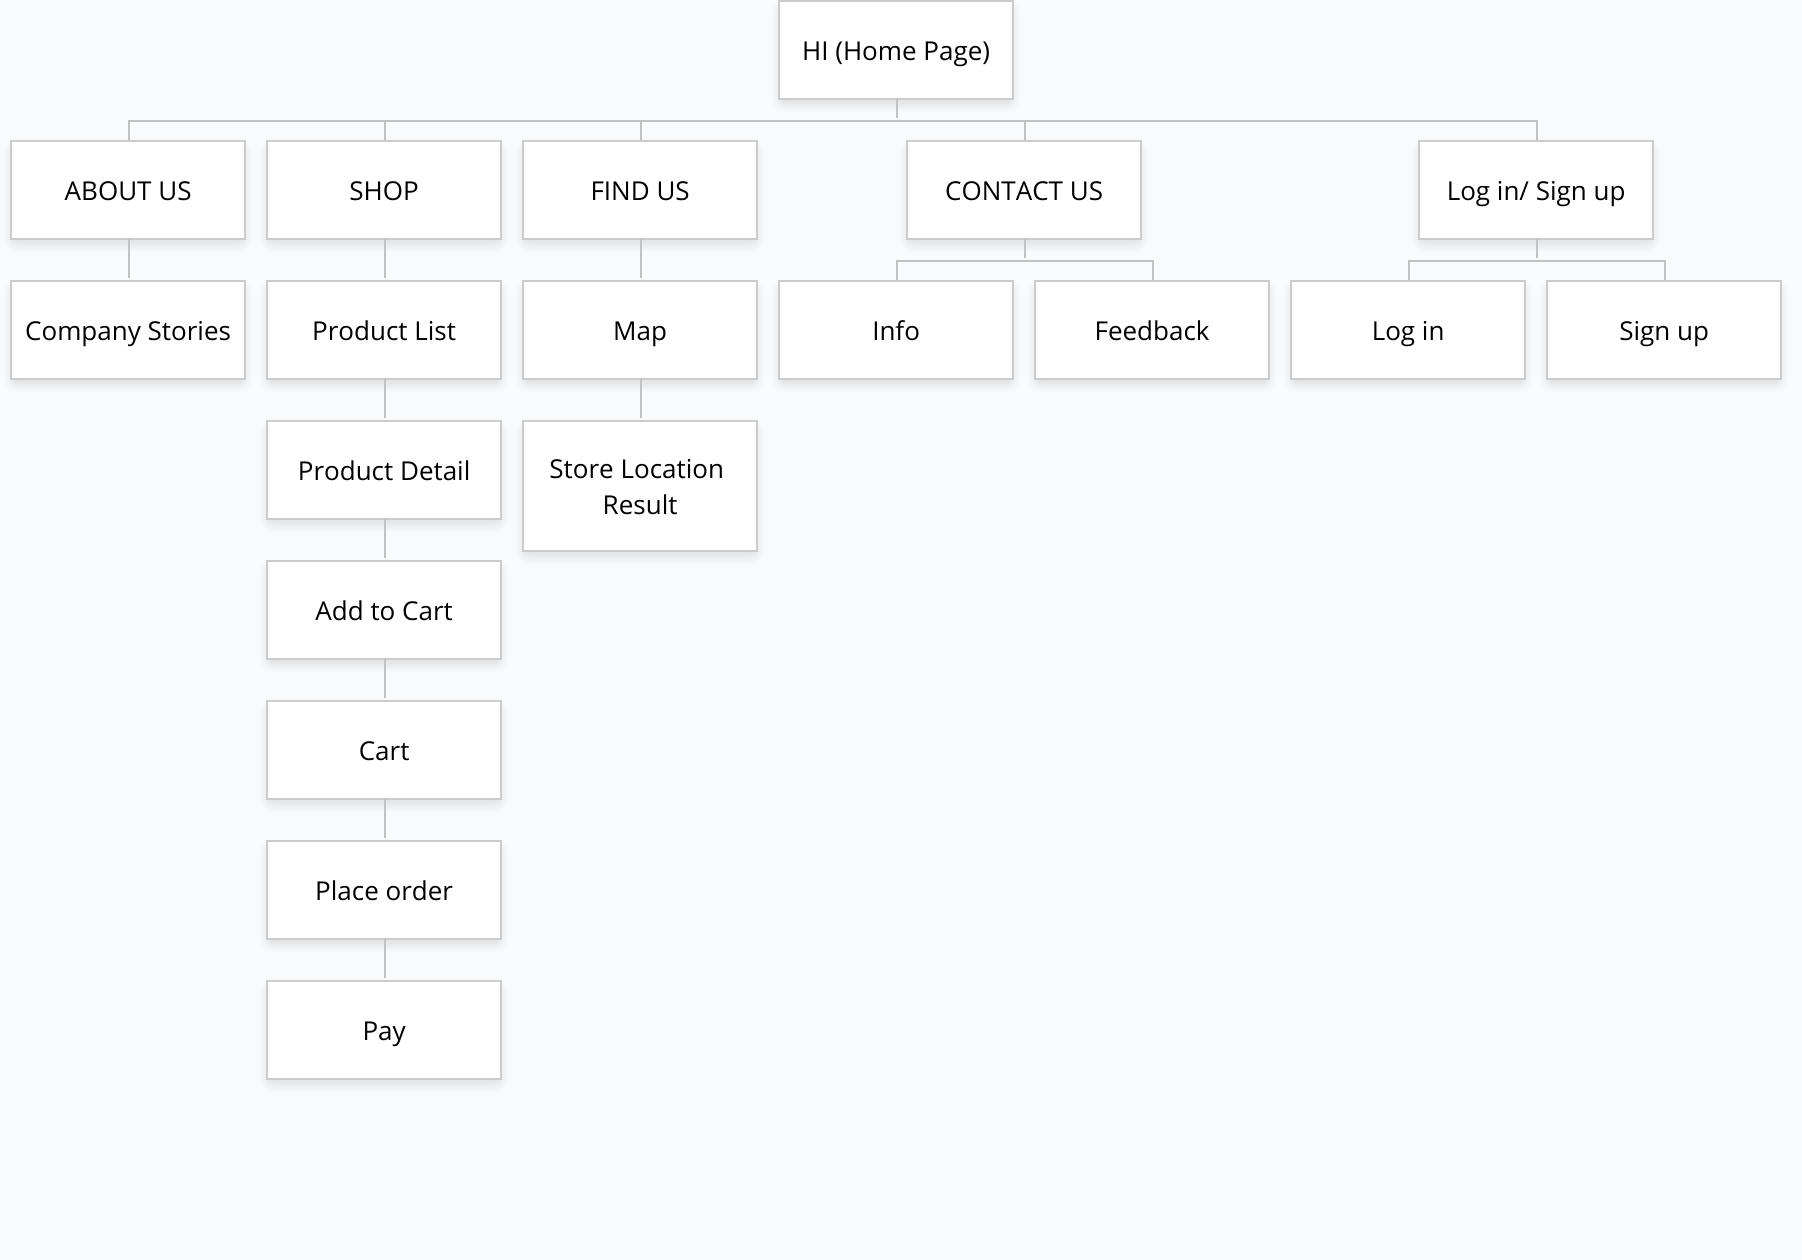 HI (Home Page)
ABOUT US
SHOP
FIND US
CONTACT US
Log in/ Sign up
Company Stories
Product List
Map
Info
Feedback
Log in
Sign up
Product Detail
Store Location
Result
Add to Cart
Cart
Place order
Pay